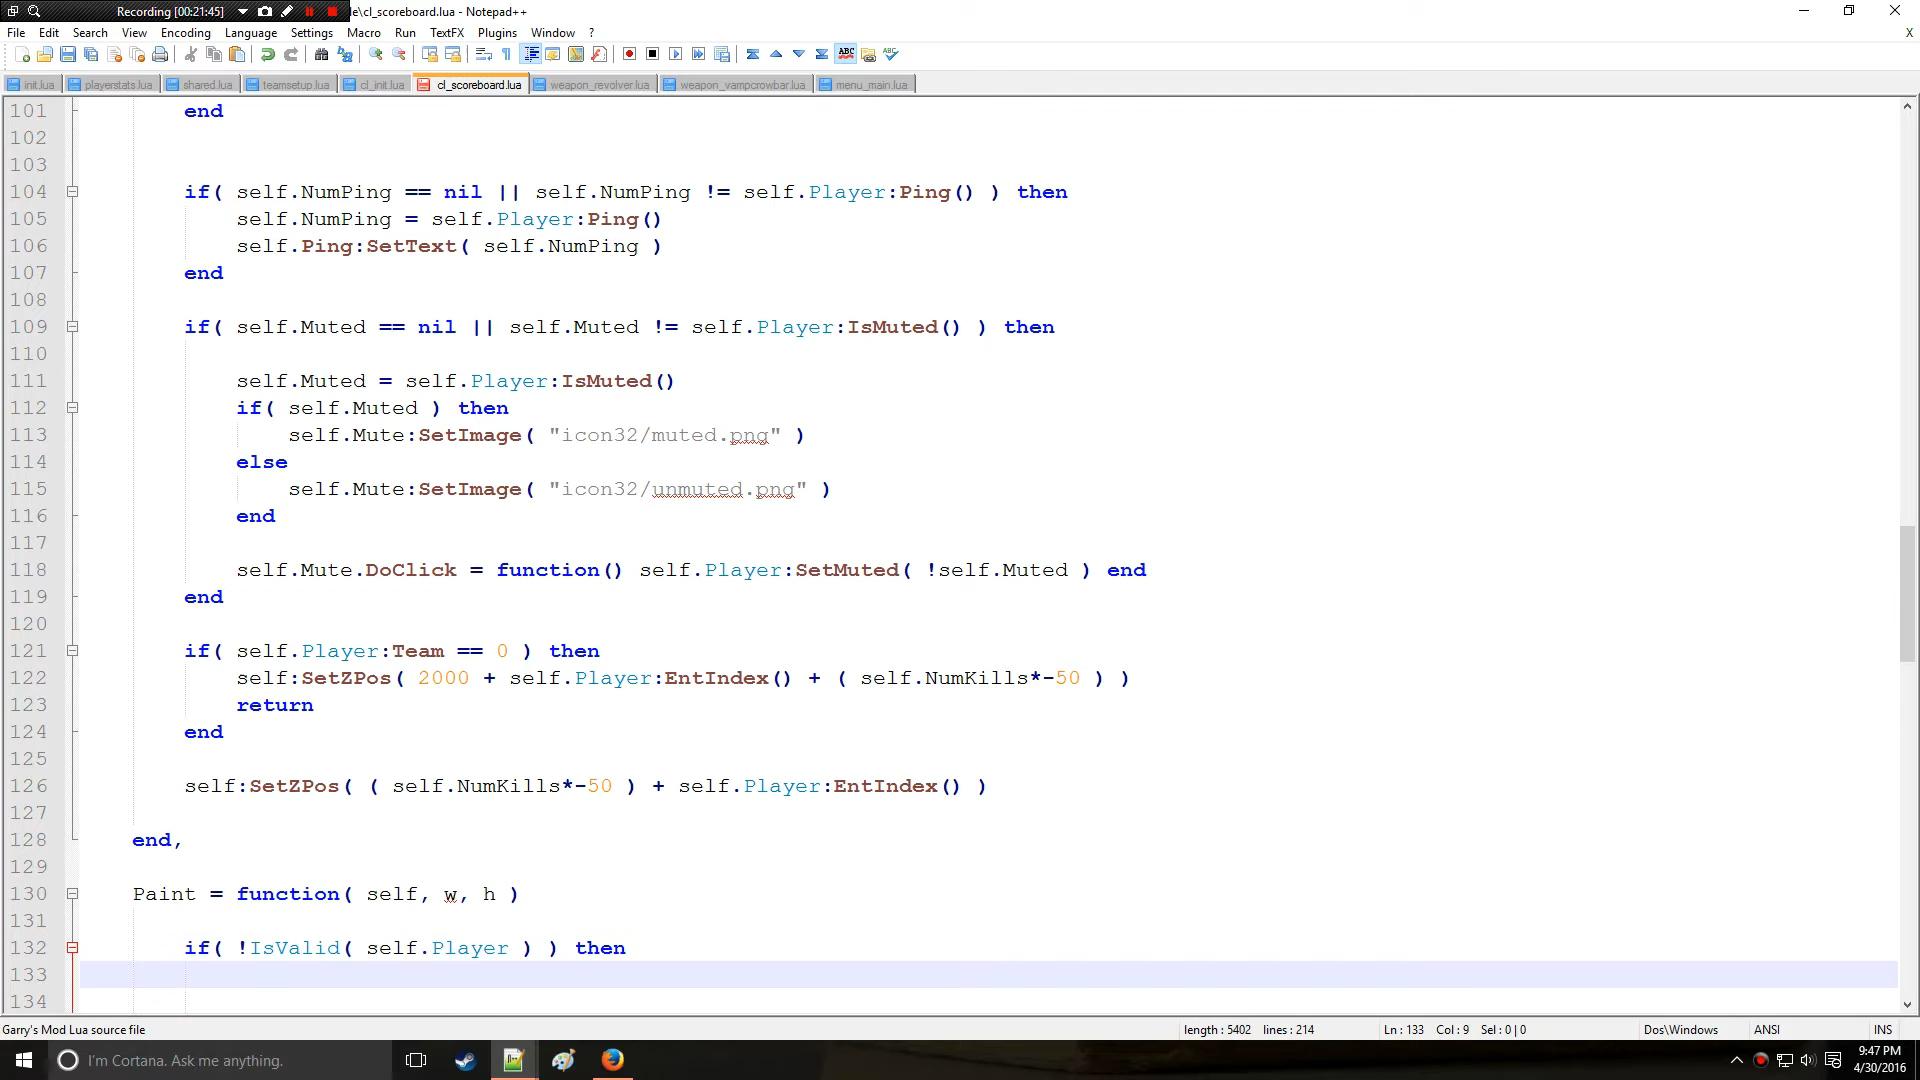 Recording [00:21:45] le\cl_scoreboard.lua - Notepad++
File Edit Search View Encoding Language Settings Macro Run TextFX Plugins Window ? X
init.lua playerstats.lua shared.lua teamsetup.lua cl_init.lua cl_scoreboard.lua weapon_revolver.lua weapon_vampcrowbar.lua menu_main.lua
101 end
102
103
104 if( self.NumPing == nil || self.NumPing != self.Player:Ping() ) then
105 self.NumPing = self.Player:Ping()
106 self.Ping:SetText( self.NumPing )
107 end
108
109 if( self.Muted == nil || self.Muted != self.Player:IsMuted() ) then
110
111 self.Muted = self.Player:IsMuted()
112 if( self.Muted ) then
113 self.Mute:SetImage( "icon32/muted.png" )
114 else
115 self.Mute:SetImage( "icon32/unmuted.png" )
116 end
117
118 self.Mute.DoClick = function() self.Player:SetMuted( !self.Muted ) end
119 end
120
121 if( self.Player:Team == 0 ) then
122 self:SetZPos( 2000 + self.Player:EntIndex() + ( self.NumKills*-50 ) )
123 return
124 end
125
126 self:SetZPos( ( self.NumKills*-50 ) + self.Player:EntIndex() )
127
128 end,
129
130 Paint = function( self, w, h )
131
132 if( !IsValid( self.Player ) ) then
133
134
Garry's Mod Lua source file length : 5402 lines : 214 Ln : 133 Col : 9 Sel : 0 | 0 Dos\Windows ANSI INS
I'm Cortana. Ask me anything. 9:47 PM
4/30/2016